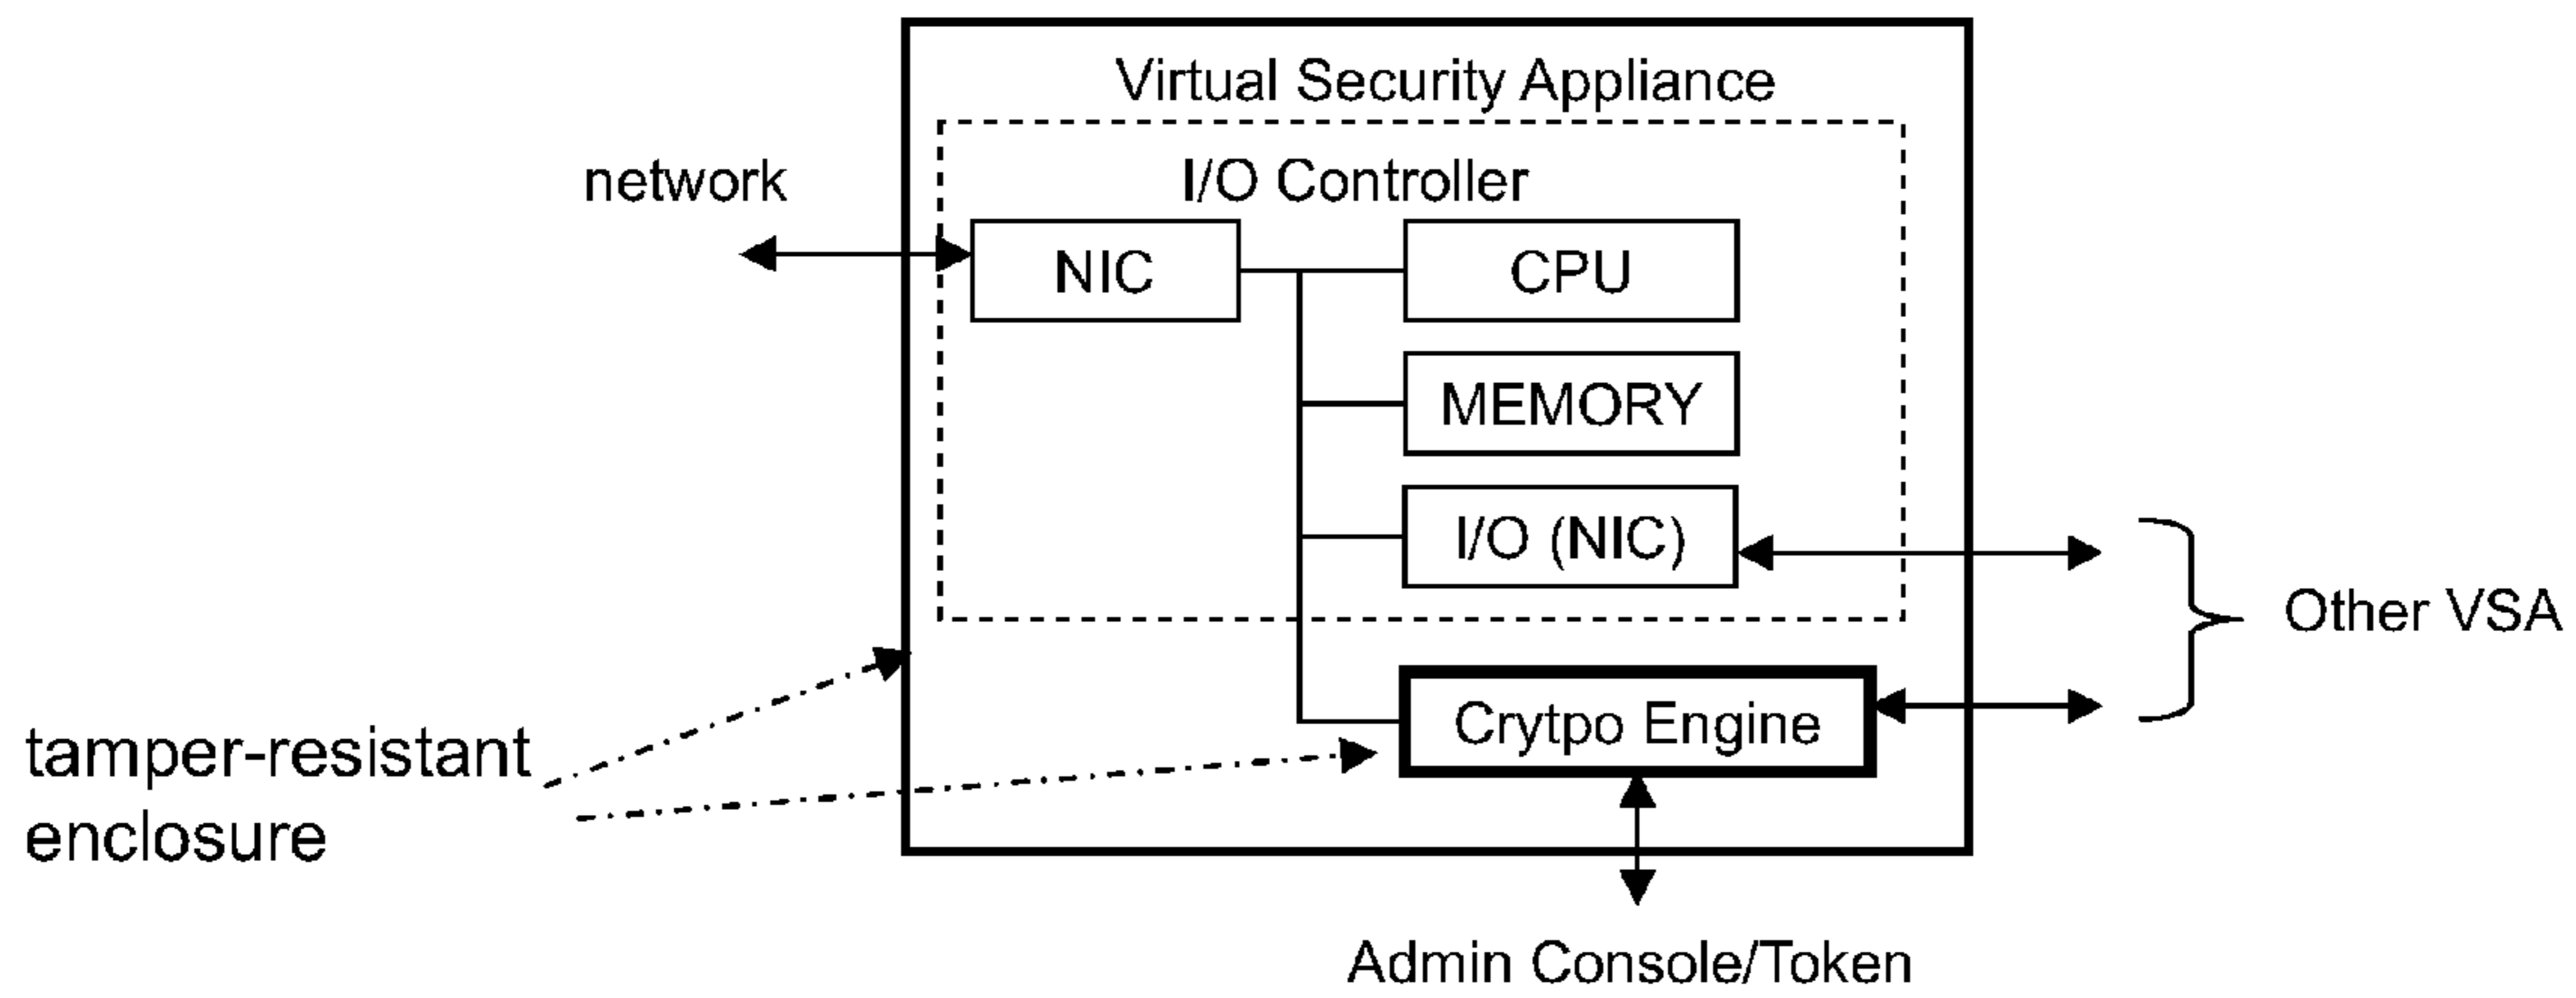 Virtual Security Appliance
network
I/O Controller
NIC
CPU
MEMORY
I/O (NIC)
Other VSA
Crytpo Engine
tamper-resistant
enclosure
Admin Console/Token